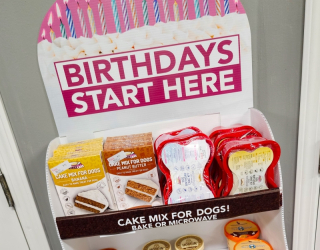 BIRTHDAYS
START HERE
CAKE MIX FOR DOGS
BANANA
CAKE MIX FOR DOGS
PEANUT BUTTER
CAKE MIX FOR DOGS!
BAKE OR MICROWAVE